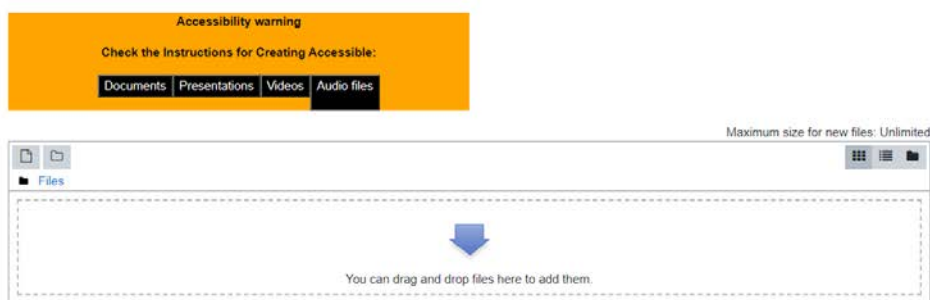 Accessibility warning
Check the Instructions for Creating Accessible:
Documents Presentations Videos Audio files
Maximum size for new files: Unlimited
Files
You can drag and drop files here to add them.